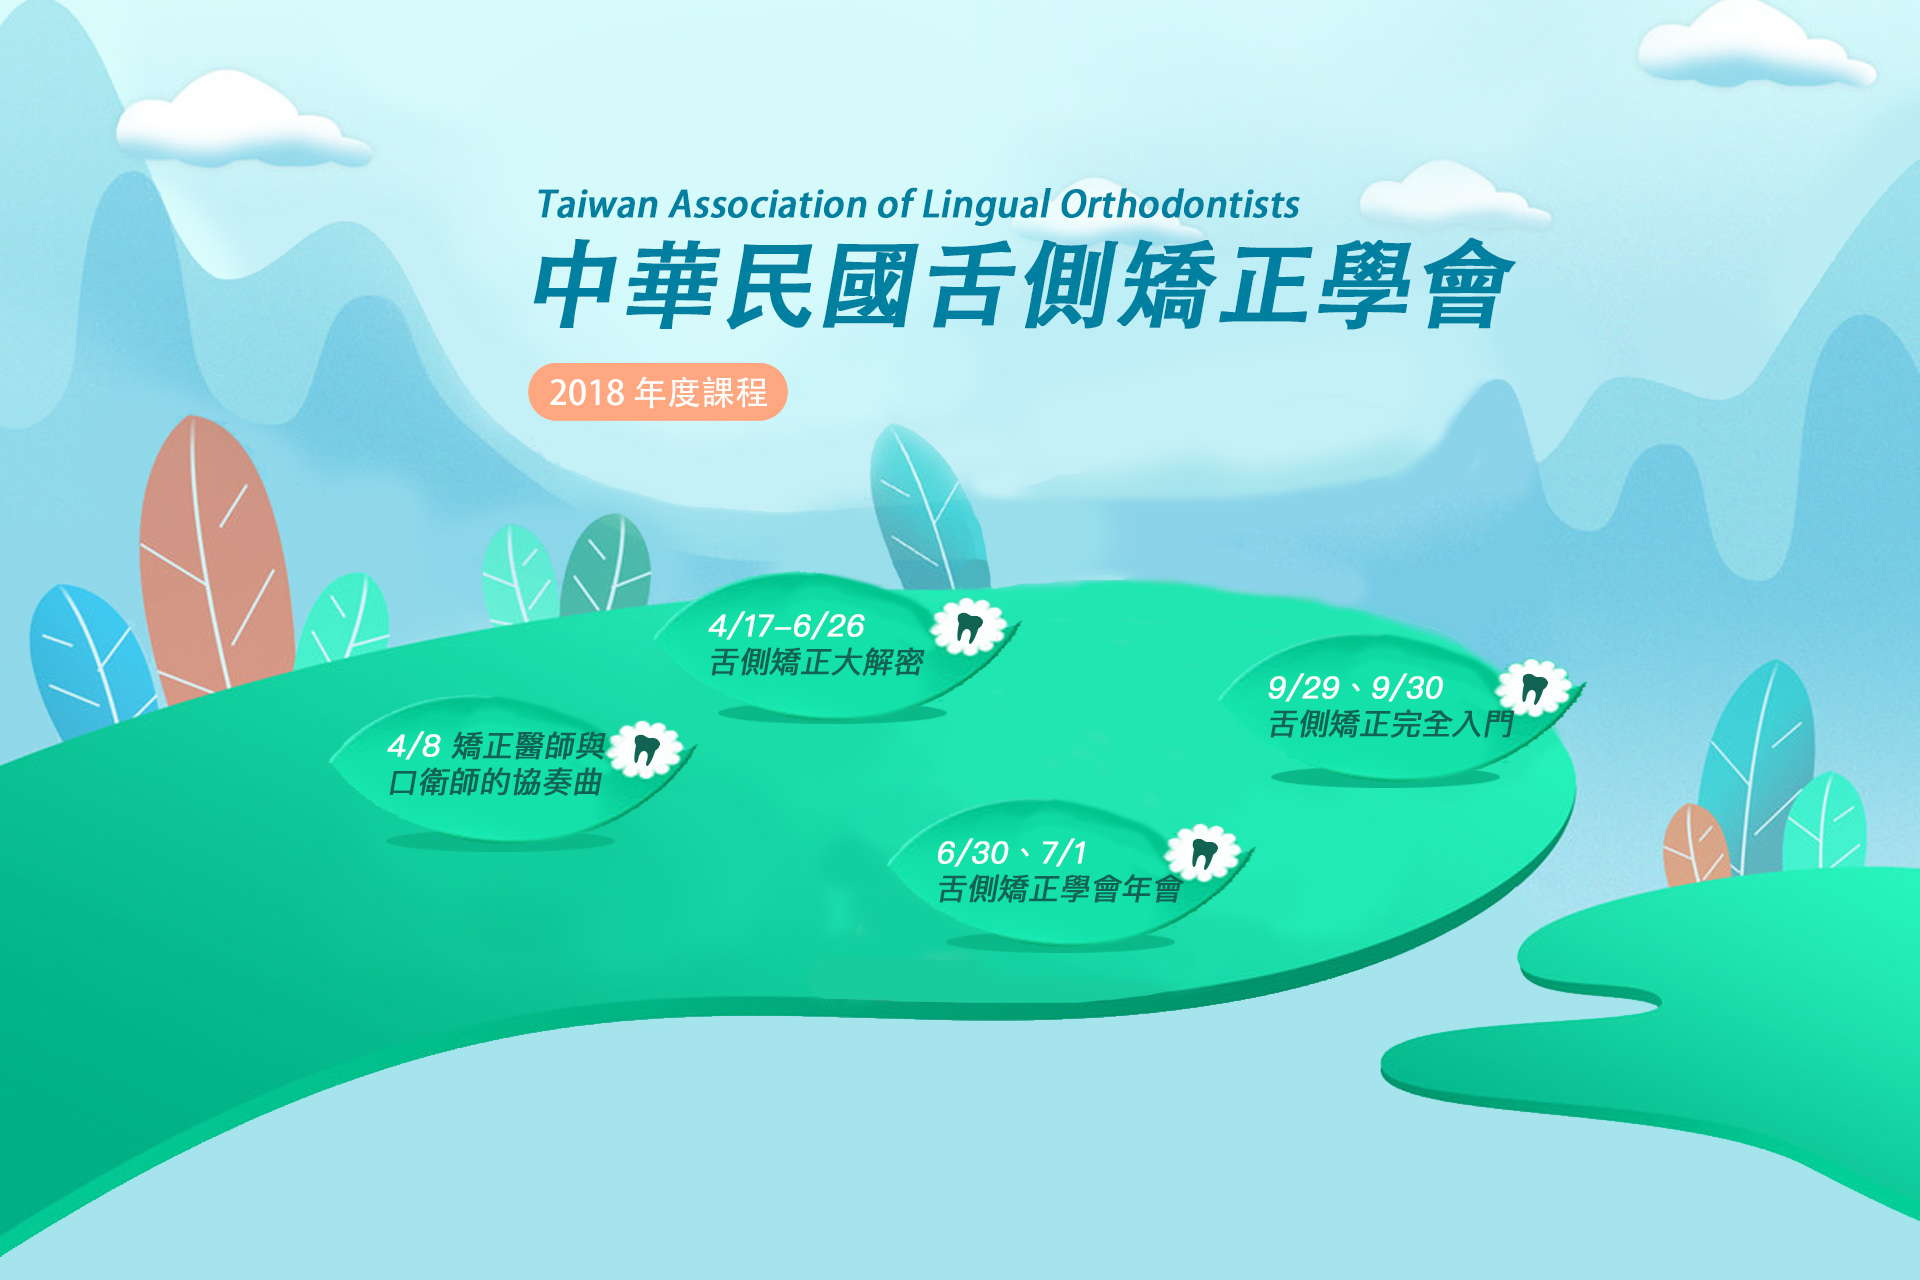 Taiwan Association of Lingual Orthodontists
中華民國舌側矯正學會
2018 年度課程
4/17–6/26
舌側矯正大解密
9/29、9/30
舌側矯正完全入門
4/8 矯正醫師與
口衛師的協奏曲
6/30、7/1
舌側矯正學會年會